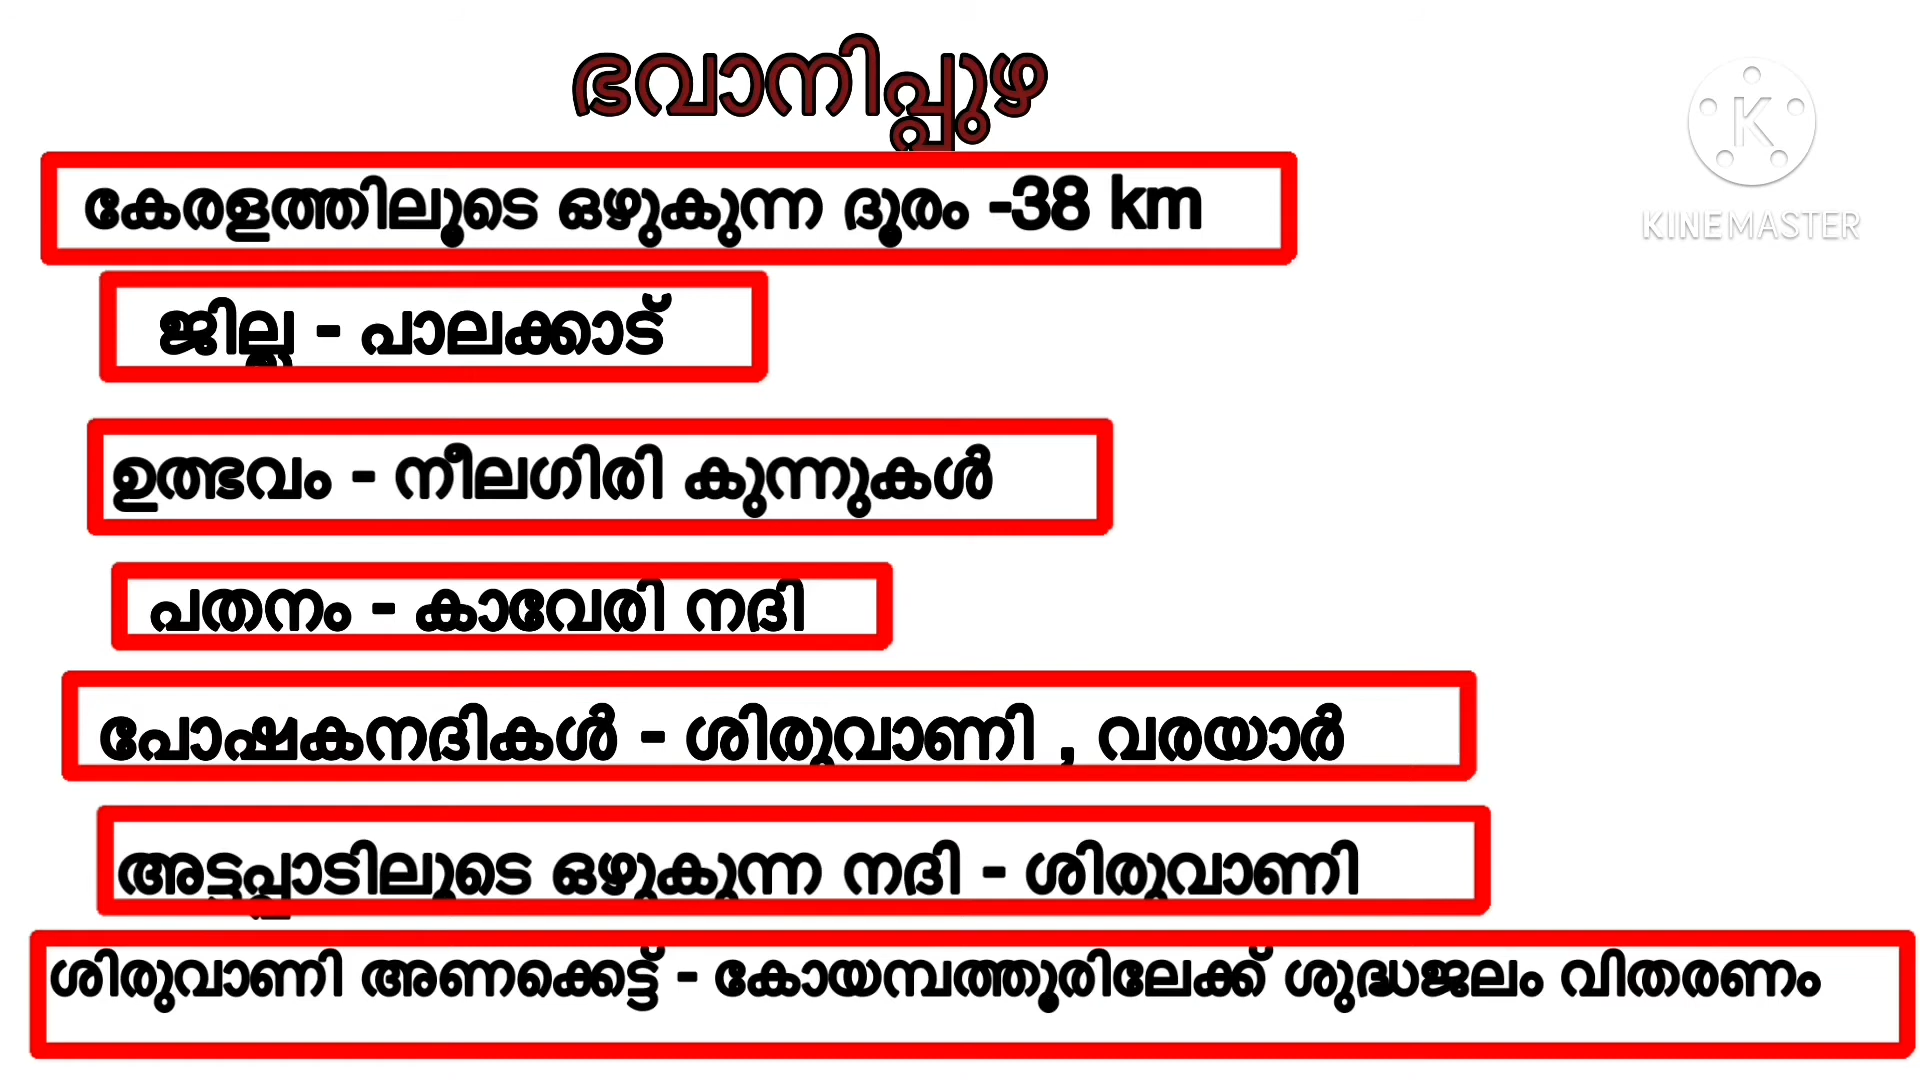 ഭവാനിപ്പുഴ
കേരളത്തിലൂടെ ഒഴുകുന്ന ദൂരം -38 km
ജില്ല - പാലക്കാട്
ഉത്ഭവം - നീലഗിരി കുന്നുകൾ
പതനം - കാവേരി നദി
പോഷകനദികൾ - ശിരുവാണി , വരയാർ
അട്ടപ്പാടിലൂടെ ഒഴുകുന്ന നദി - ശിരുവാണി
ശിരുവാണി അണക്കെട്ട് - കോയമ്പത്തൂരിലേക്ക് ശുദ്ധജലം വിതരണം
K
KINEMASTER